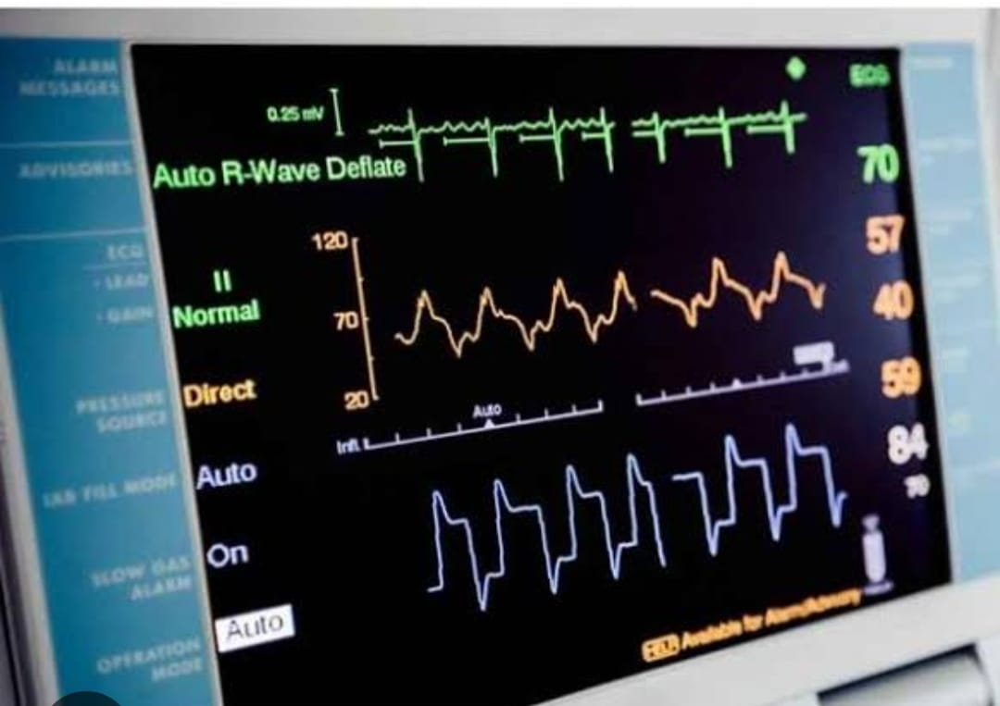 ALARM
MESSAGES
ECG
0.25 mV
ADVISORIES
Auto R-Wave Deflate
70
120
57
ECG
- LEAD
II
- GAIN
Normal
70
40
PRESSURE
SOURCE
Direct
20
59
Auto
Infl
84
70
IAB FILL MODE
Auto
SLOW GAS
ALARM
On
OPERATION
MODE
Auto
HELP Available for Alarm/Advisory